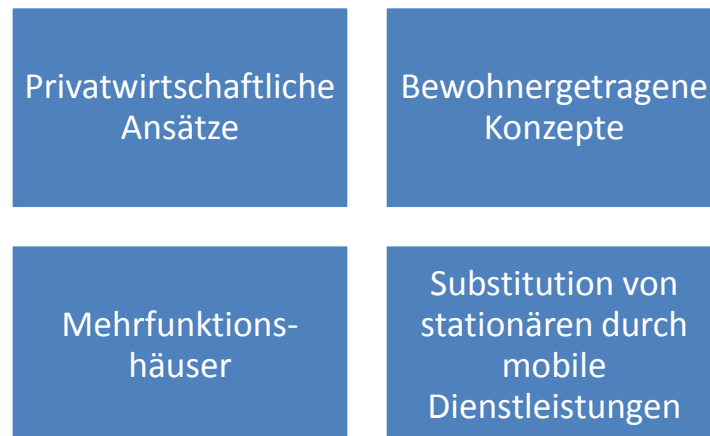 Privatwirtschaftliche
Ansätze
Bewohnergetragene
Konzepte
Mehrfunktions-
häuser
Substitution von
stationären durch
mobile
Dienstleistungen